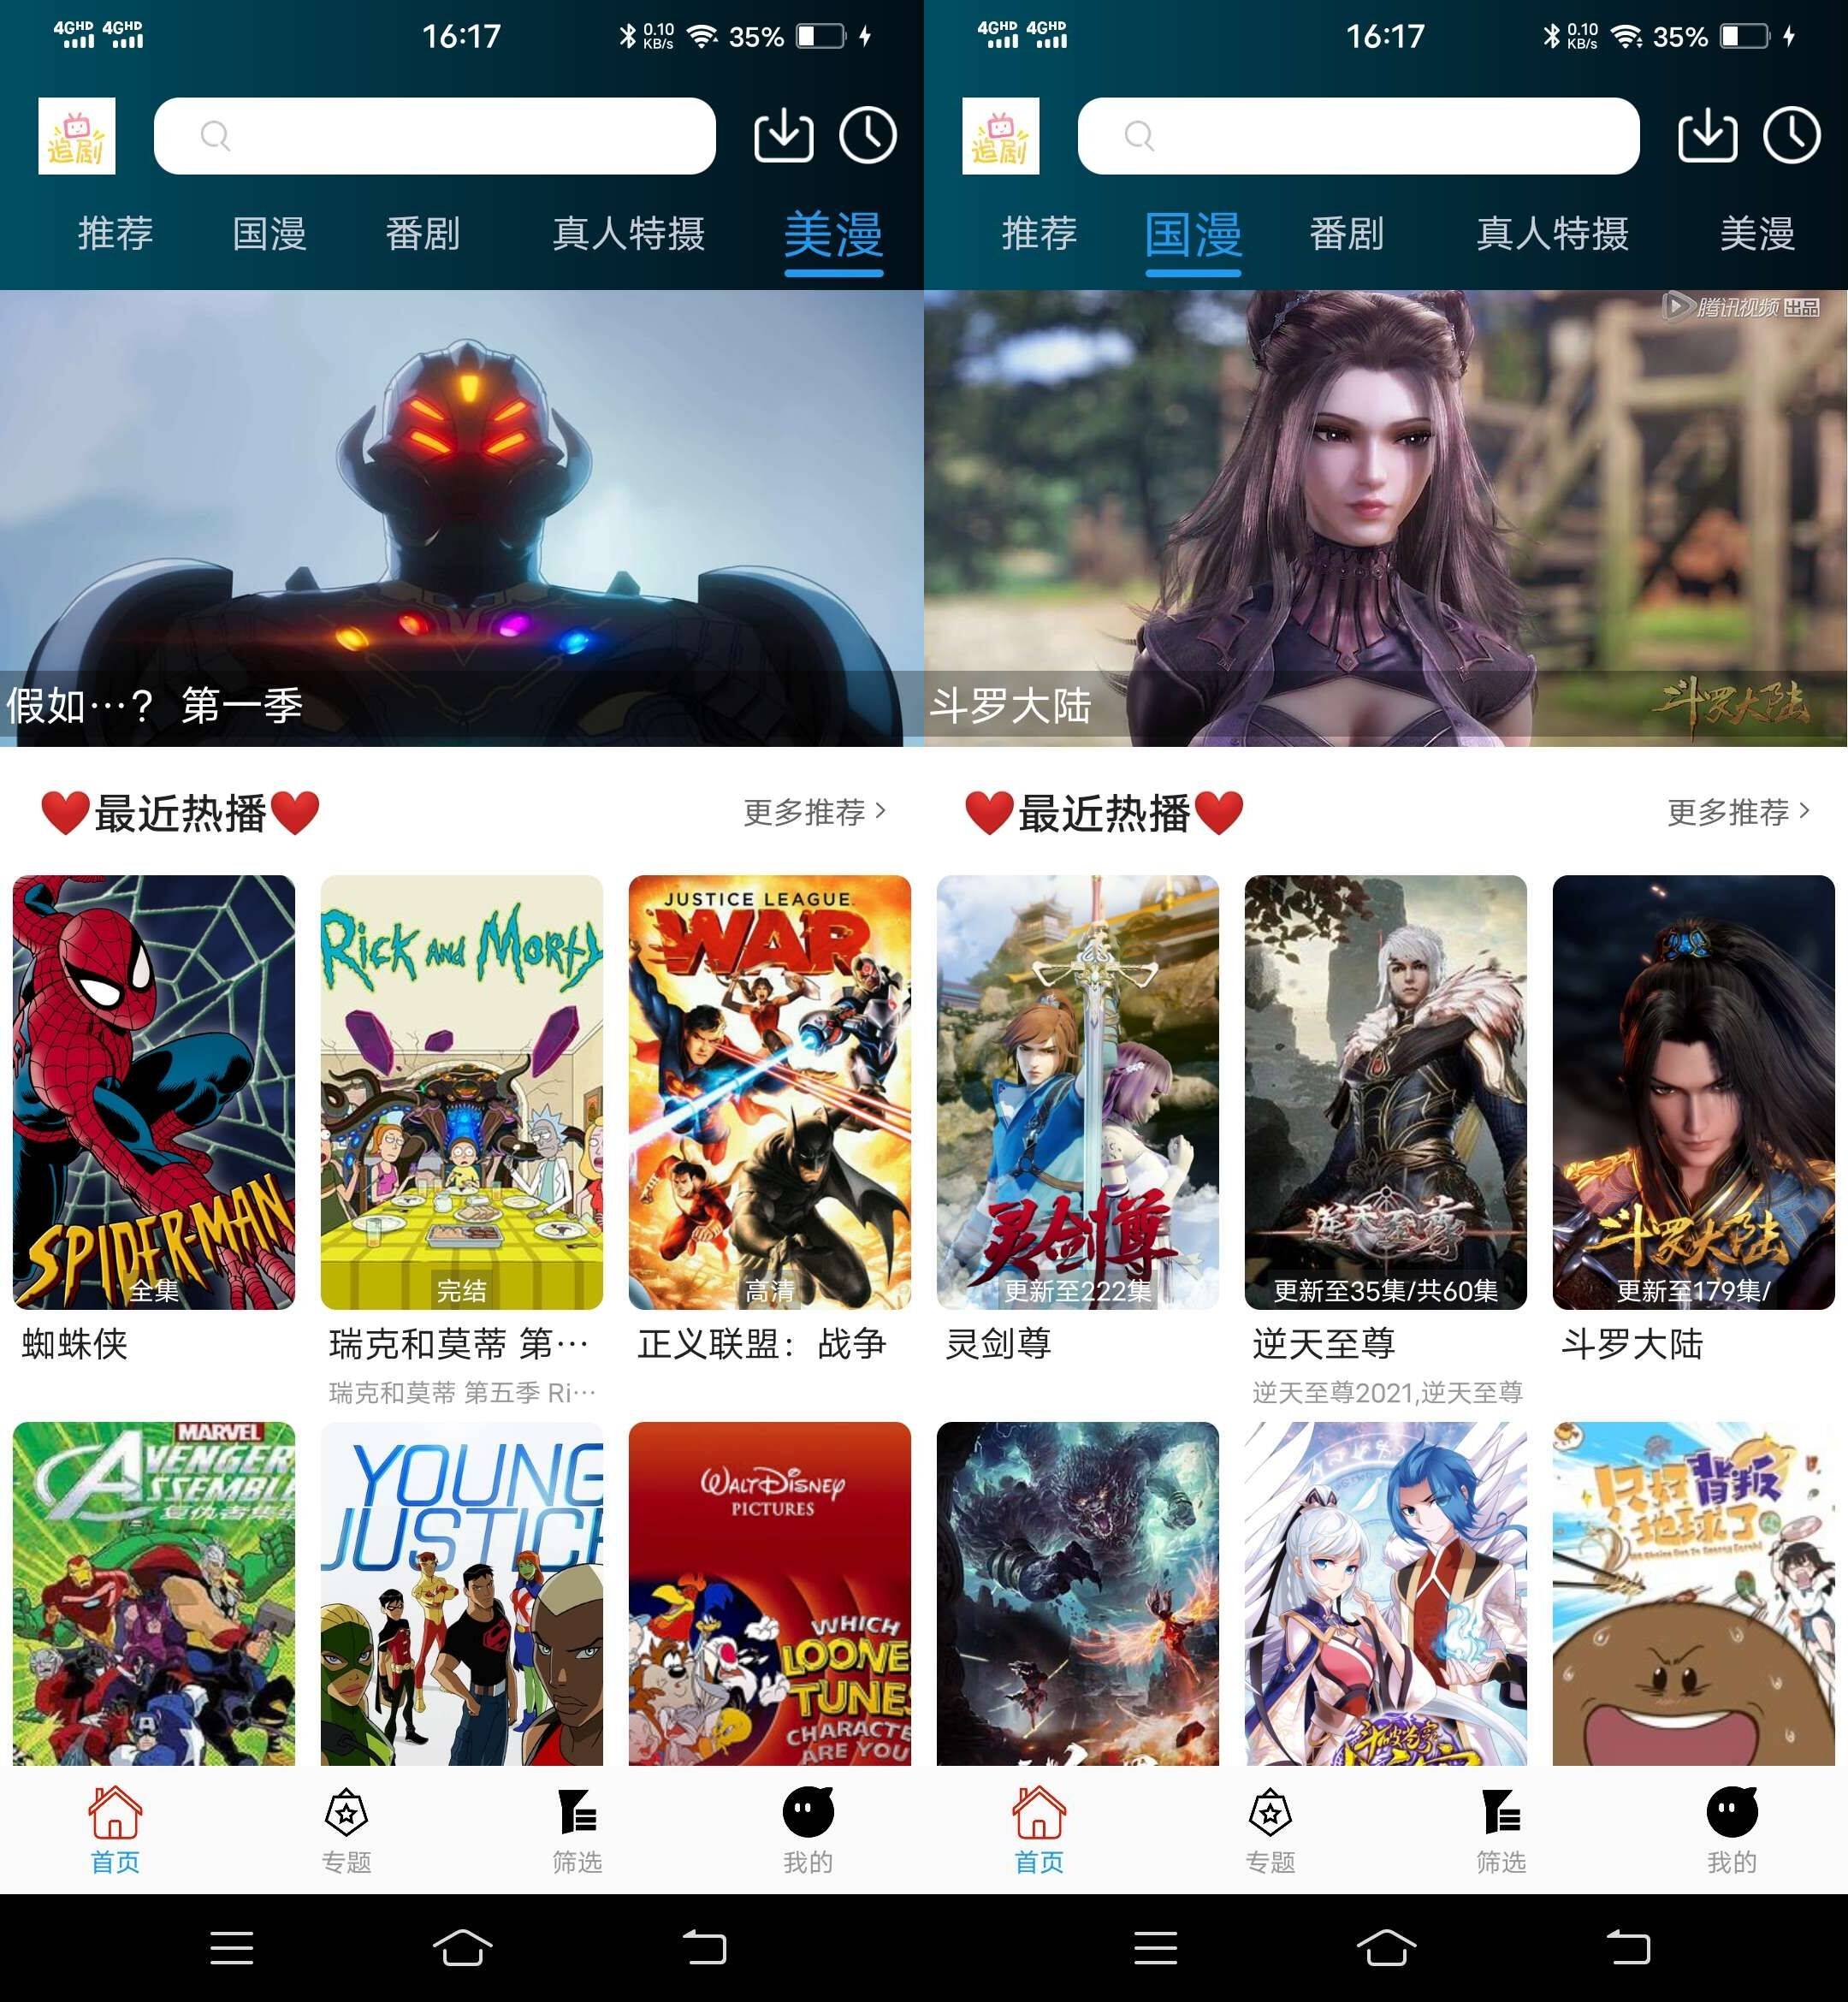 4GHD 4GHD 16:17 0.10 KB/s 35%
追剧
推荐 国漫 番剧 真人特摄 美漫
假如…？ 第一季
❤️最近热播❤️ 更多推荐 >
SPIDER-MAN
全集
蜘蛛侠
RICK AND MORTY
完结
瑞克和莫蒂 第…
瑞克和莫蒂 第五季 Ri…
JUSTICE LEAGUE
WAR
高清
正义联盟：战争
MARVEL
AVENGER
ASSEMBL
复仇者集结
YOUNG
JUSTICE
WALT DISNEY
PICTURES
WHICH
LOONE
TUNES
CHARACTE
ARE YOU
首页 专题 筛选 我的
4GHD 4GHD 16:17 0.10 KB/s 35%
追剧
推荐 国漫 番剧 真人特摄 美漫
腾讯视频 出品
斗罗大陆
斗罗大陆
❤️最近热播❤️ 更多推荐 >
灵剑尊
更新至222集
灵剑尊
逆天至尊
更新至35集/共60集
逆天至尊
逆天至尊2021,逆天至尊
斗罗大陆
更新至179集/
斗罗大陆
斗破苍穹
只好背叛
地球了
首页 专题 筛选 我的